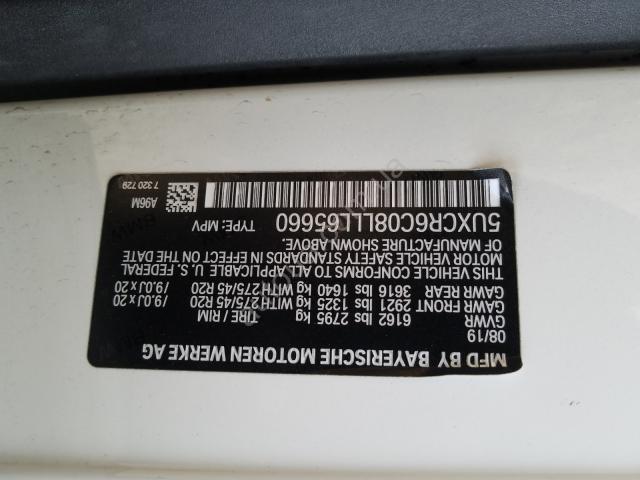 MFD BY BAYERISCHE MOTOREN WERKE AG
08/19
GVWR
6162 lbs 2795 kg TIRE / RIM
GAWR FRONT 2921 lbs 1325 kg WITH 275/45 R20 /9.0J x 20
GAWR REAR 3616 lbs 1640 kg WITH 275/45 R20 /9.0J x 20
THIS VEHICLE CONFORMS TO ALL APPLICABLE U.S. FEDERAL
MOTOR VEHICLE SAFETY STANDARDS IN EFFECT ON THE DATE
OF MANUFACTURE SHOWN ABOVE.
5UXCR6C08LLL65660 TYPE: MPV
A96M
7 320 729